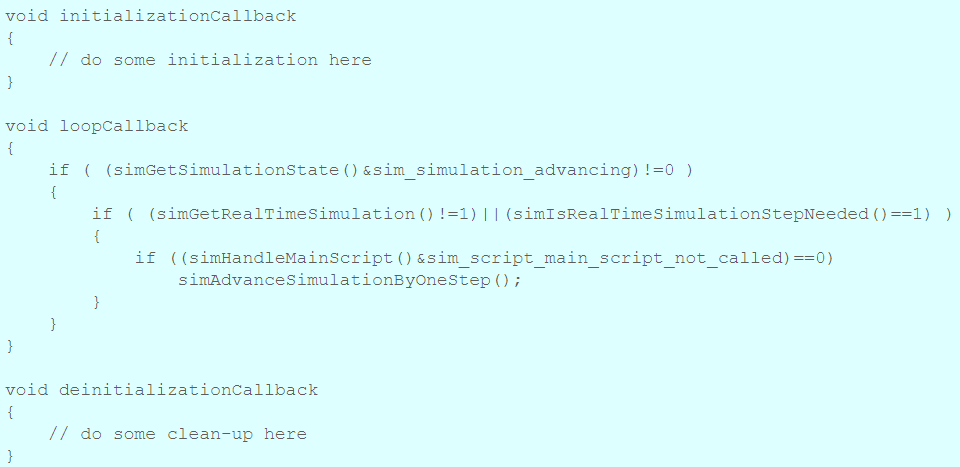 void initializationCallback
{
    // do some initialization here
}

void loopCallback
{
    if ( (simGetSimulationState()&sim_simulation_advancing)!=0 )
    {
        if ( (simGetRealTimeSimulation()!=1)||(simIsRealTimeSimulationStepNeeded()==1) )
        {
            if ((simHandleMainScript()&sim_script_main_script_not_called)==0)
                simAdvanceSimulationByOneStep();
        }
    }
}

void deinitializationCallback
{
    // do some clean-up here
}